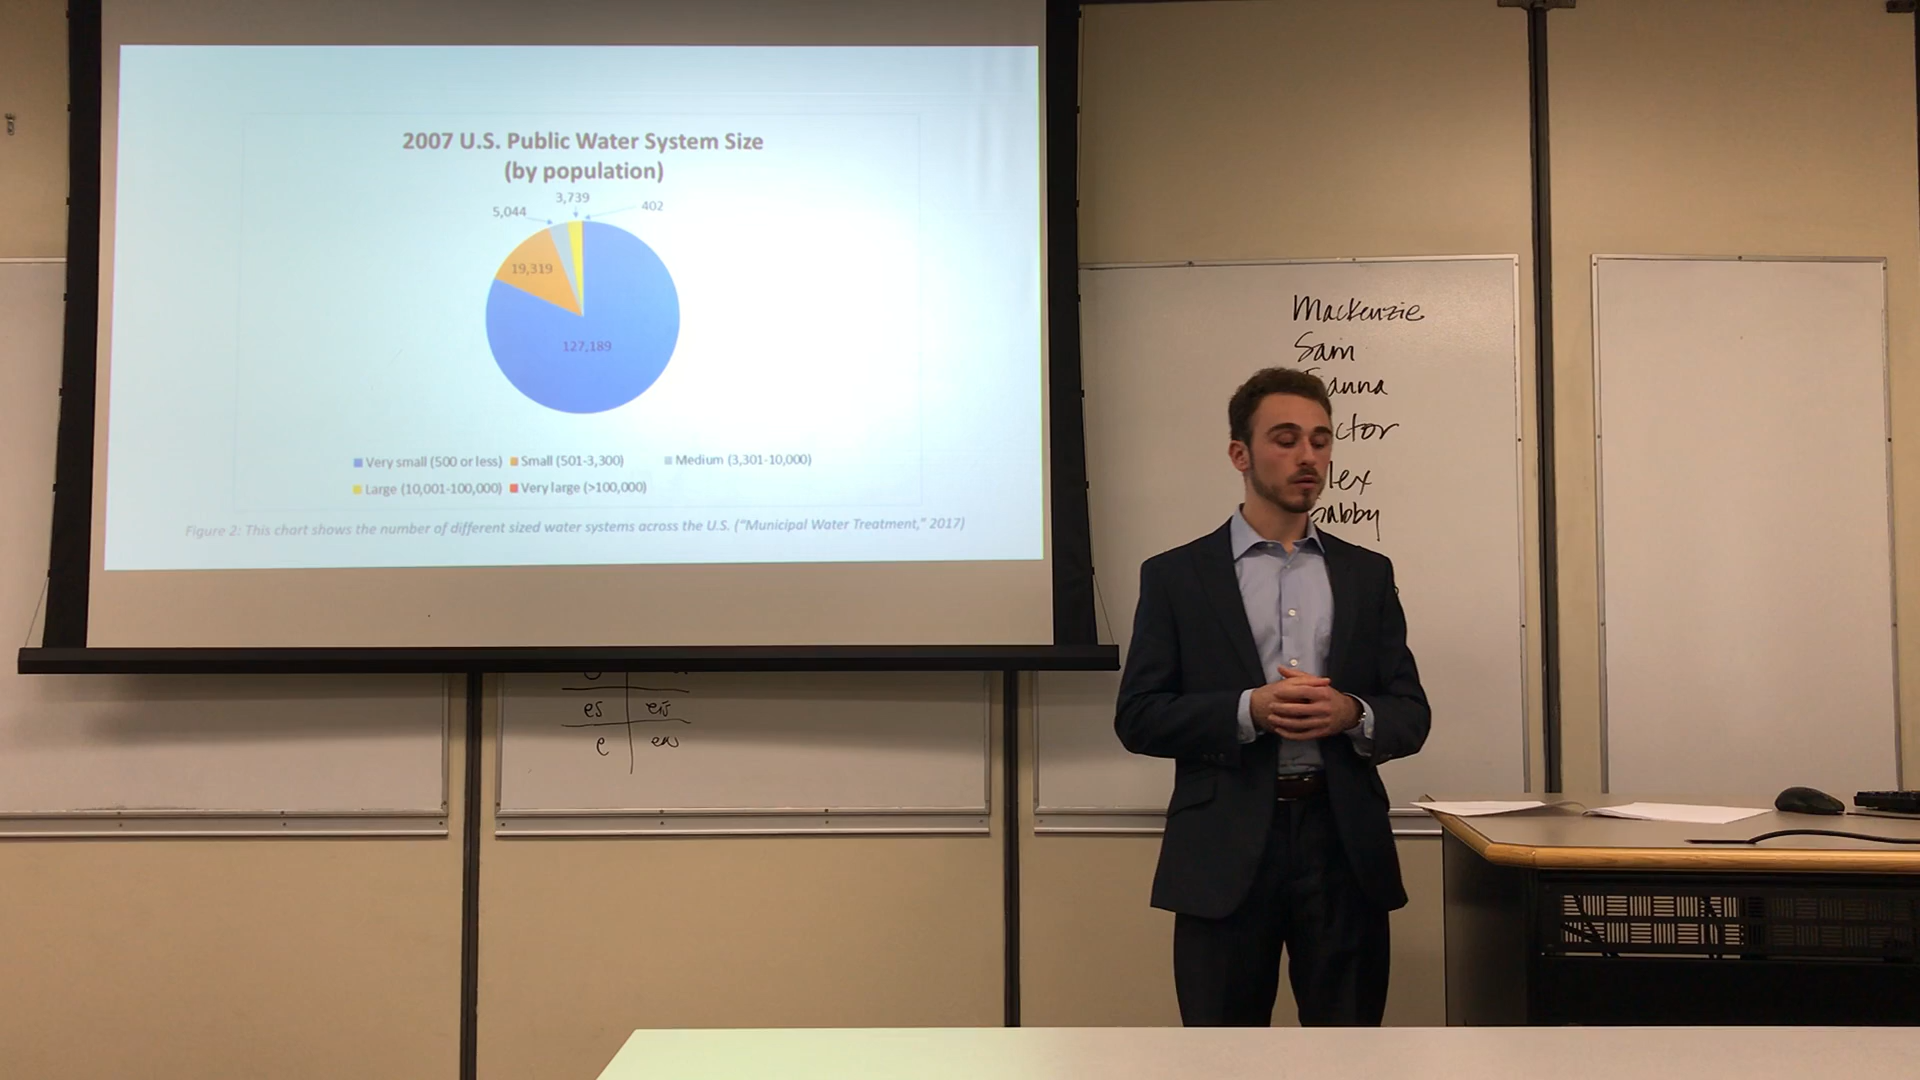 2007 U.S. Public Water System Size
(by population)
3,739
5,044
402
19,319
127,189
Very small (500 or less) Small (501-3,300) Medium (3,301-10,000)
Large (10,001-100,000) Very large (>100,000)
Figure 2: This chart shows the number of different sized water systems across the U.S. ("Municipal Water Treatment," 2017)
Mackenzie
Sam
es
e